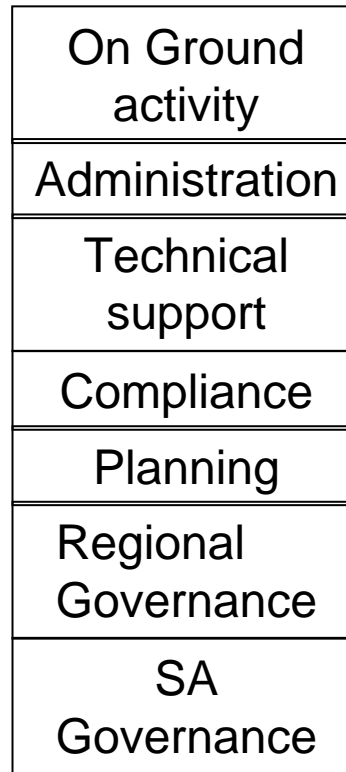 On Ground
activity
Administration
Technical
support
Compliance
Planning
Regional
Governance
SA
Governance